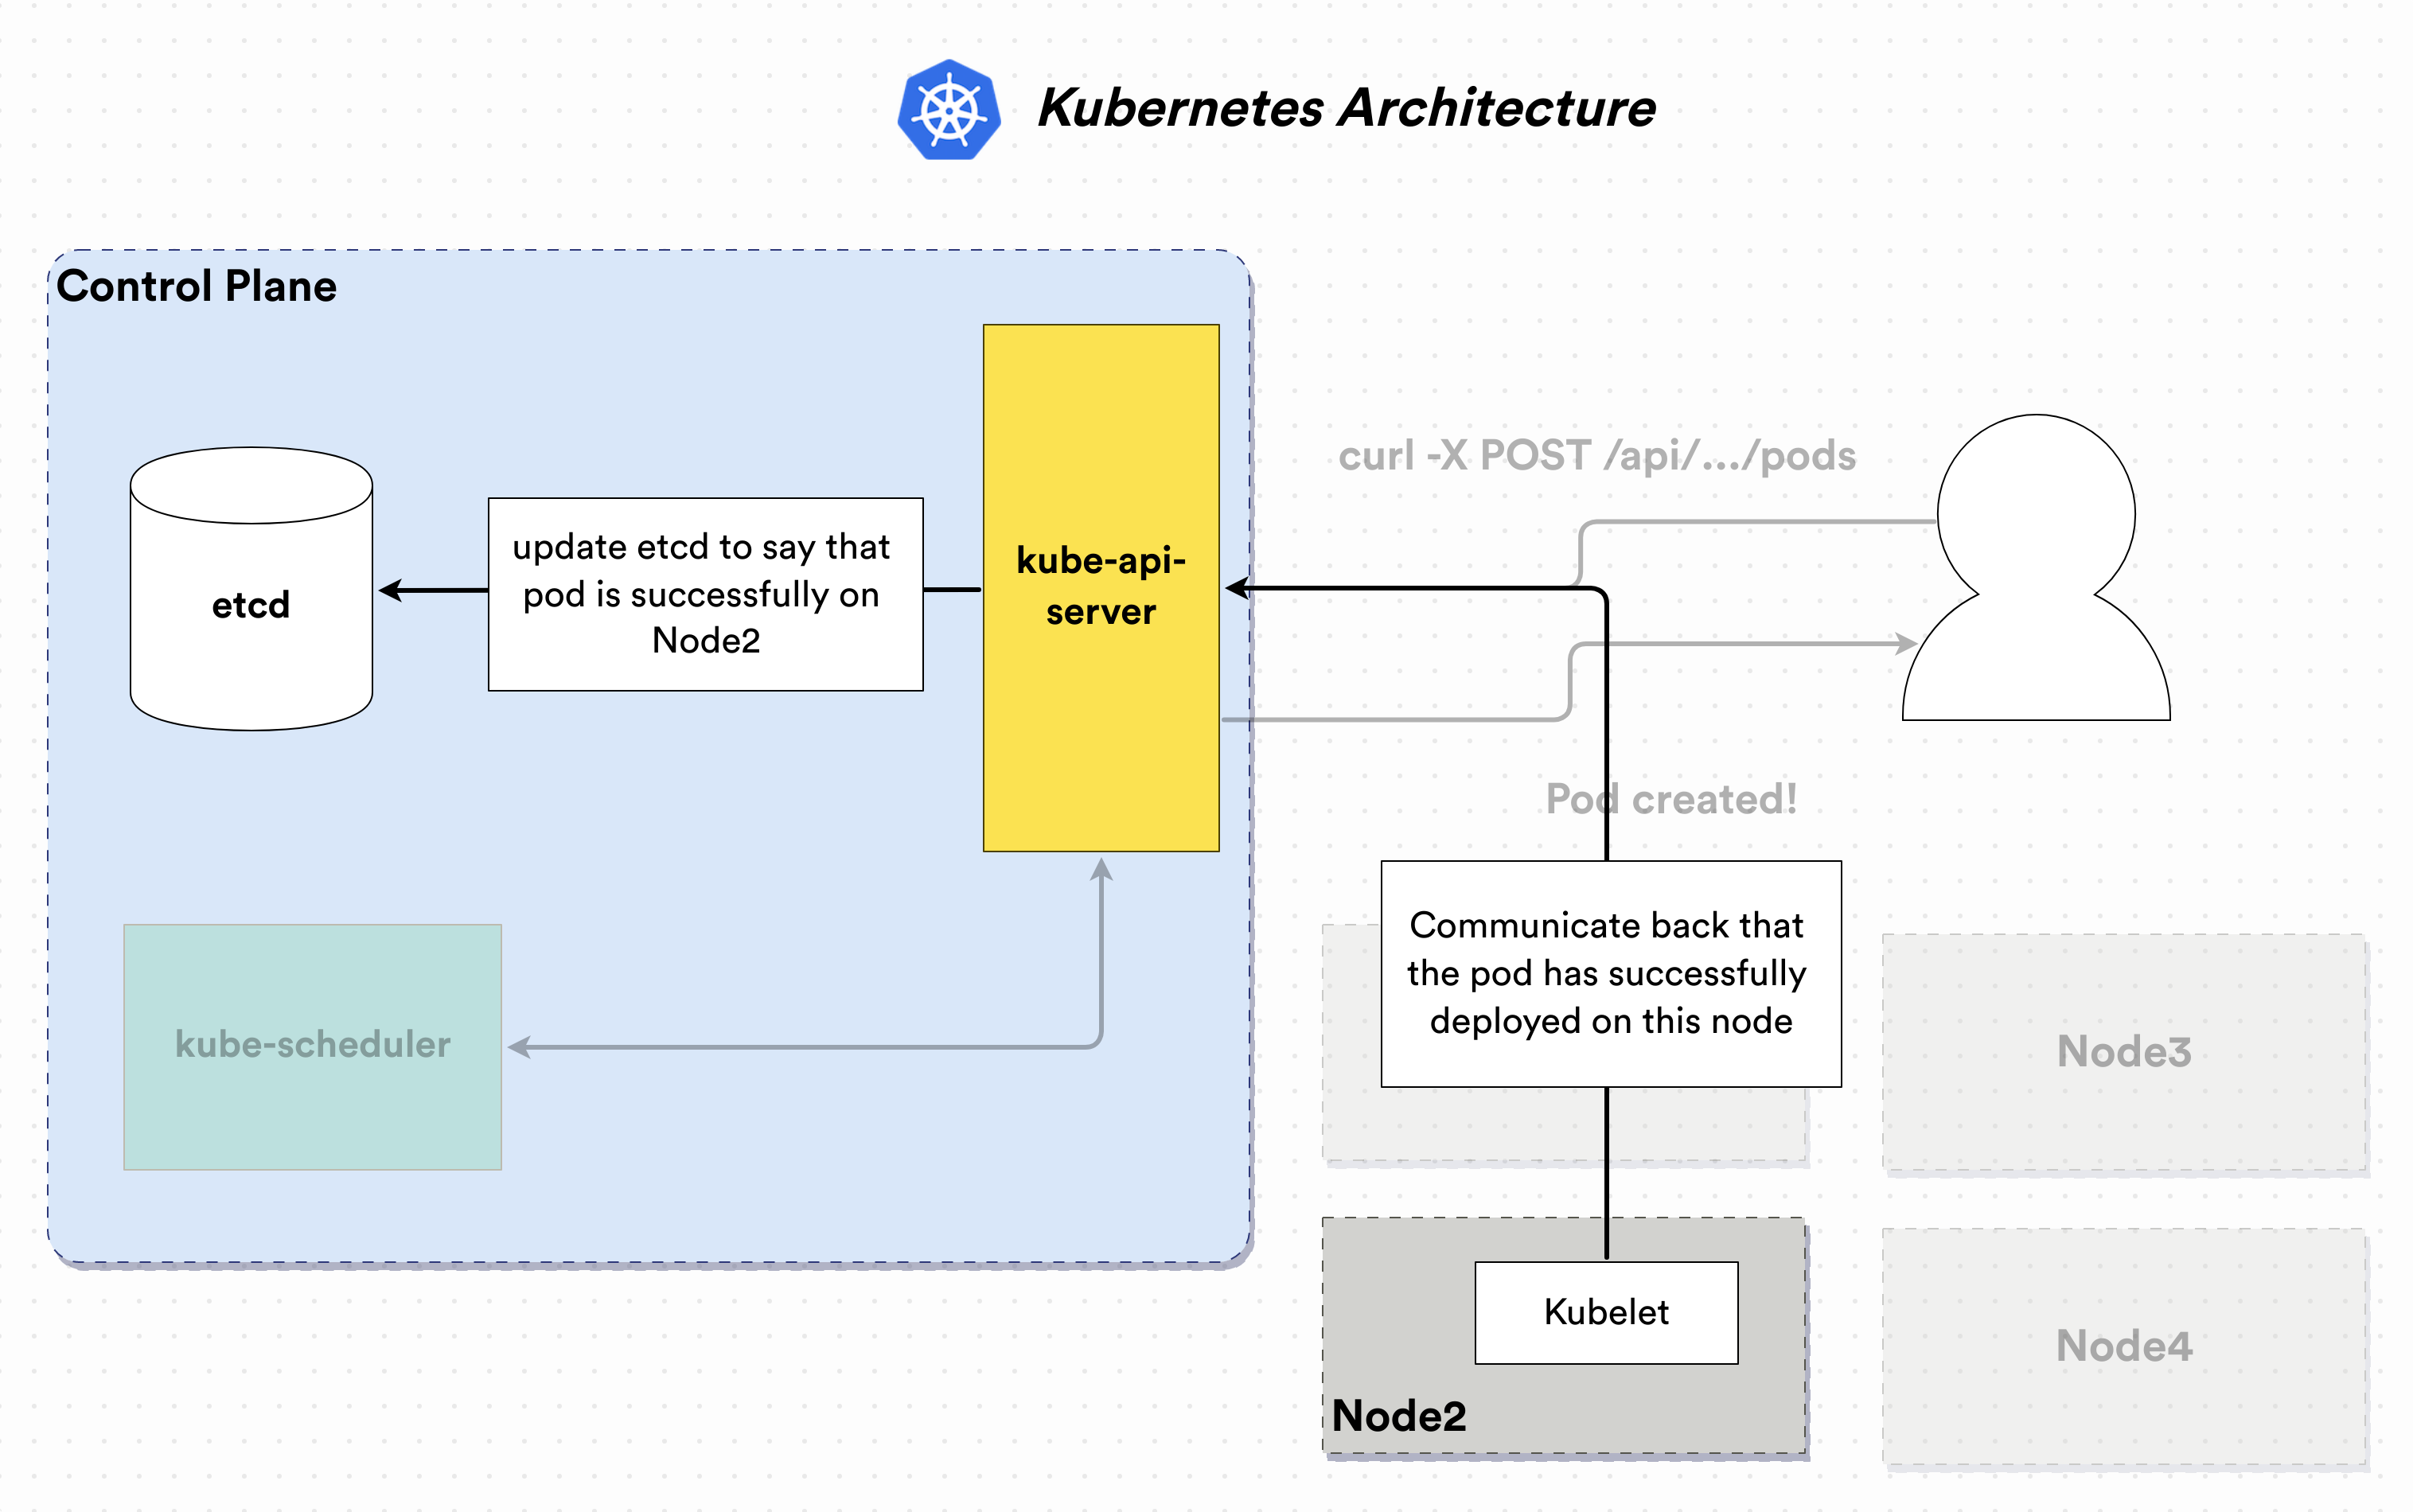 Kubernetes Architecture
Control Plane
curl -X POST /api/.../pods
update etcd to say that
pod is successfully on
Node2
kube-api-
server
etcd
Pod created!
Communicate back that
the pod has successfully
deployed on this node
kube-scheduler
Node3
Kubelet
Node4
Node2